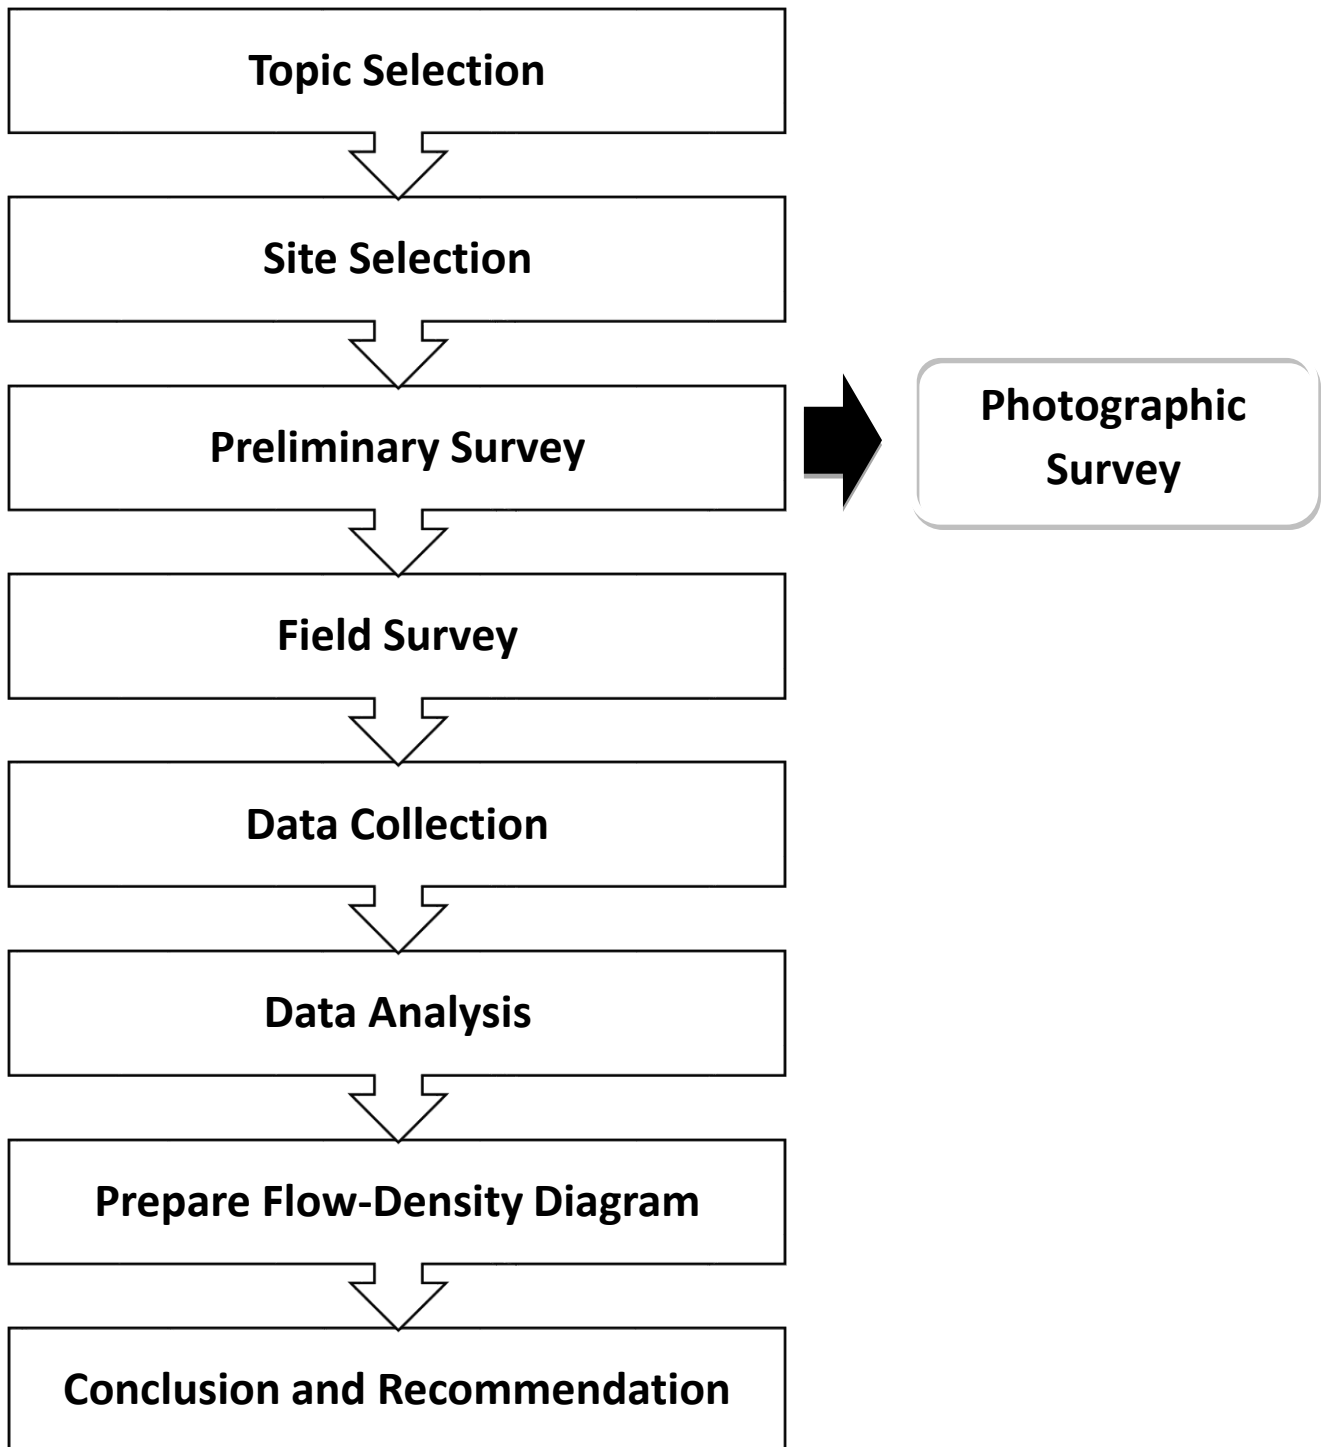 Topic Selection
Site Selection
Preliminary Survey
Photographic
Survey
Field Survey
Data Collection
Data Analysis
Prepare Flow-Density Diagram
Conclusion and Recommendation